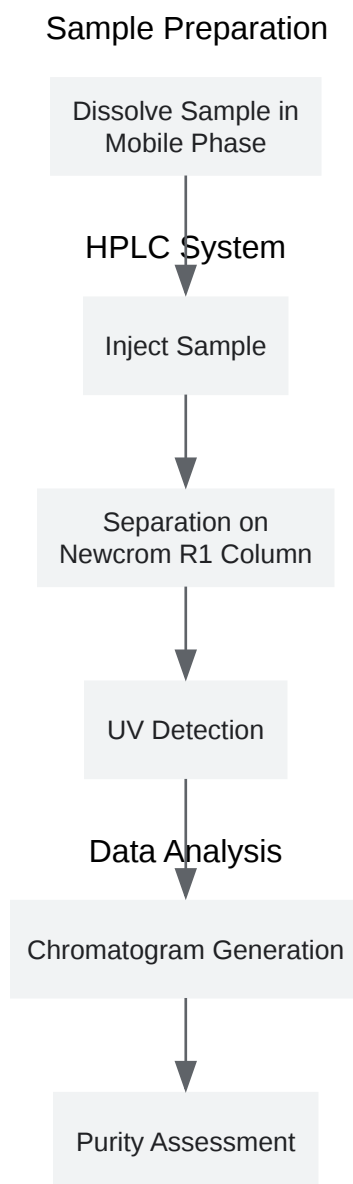 Sample Preparation
Dissolve Sample in
Mobile Phase
HPLC System
Inject Sample
Separation on
Newcrom R1 Column
UV Detection
Data Analysis
Chromatogram Generation
Purity Assessment